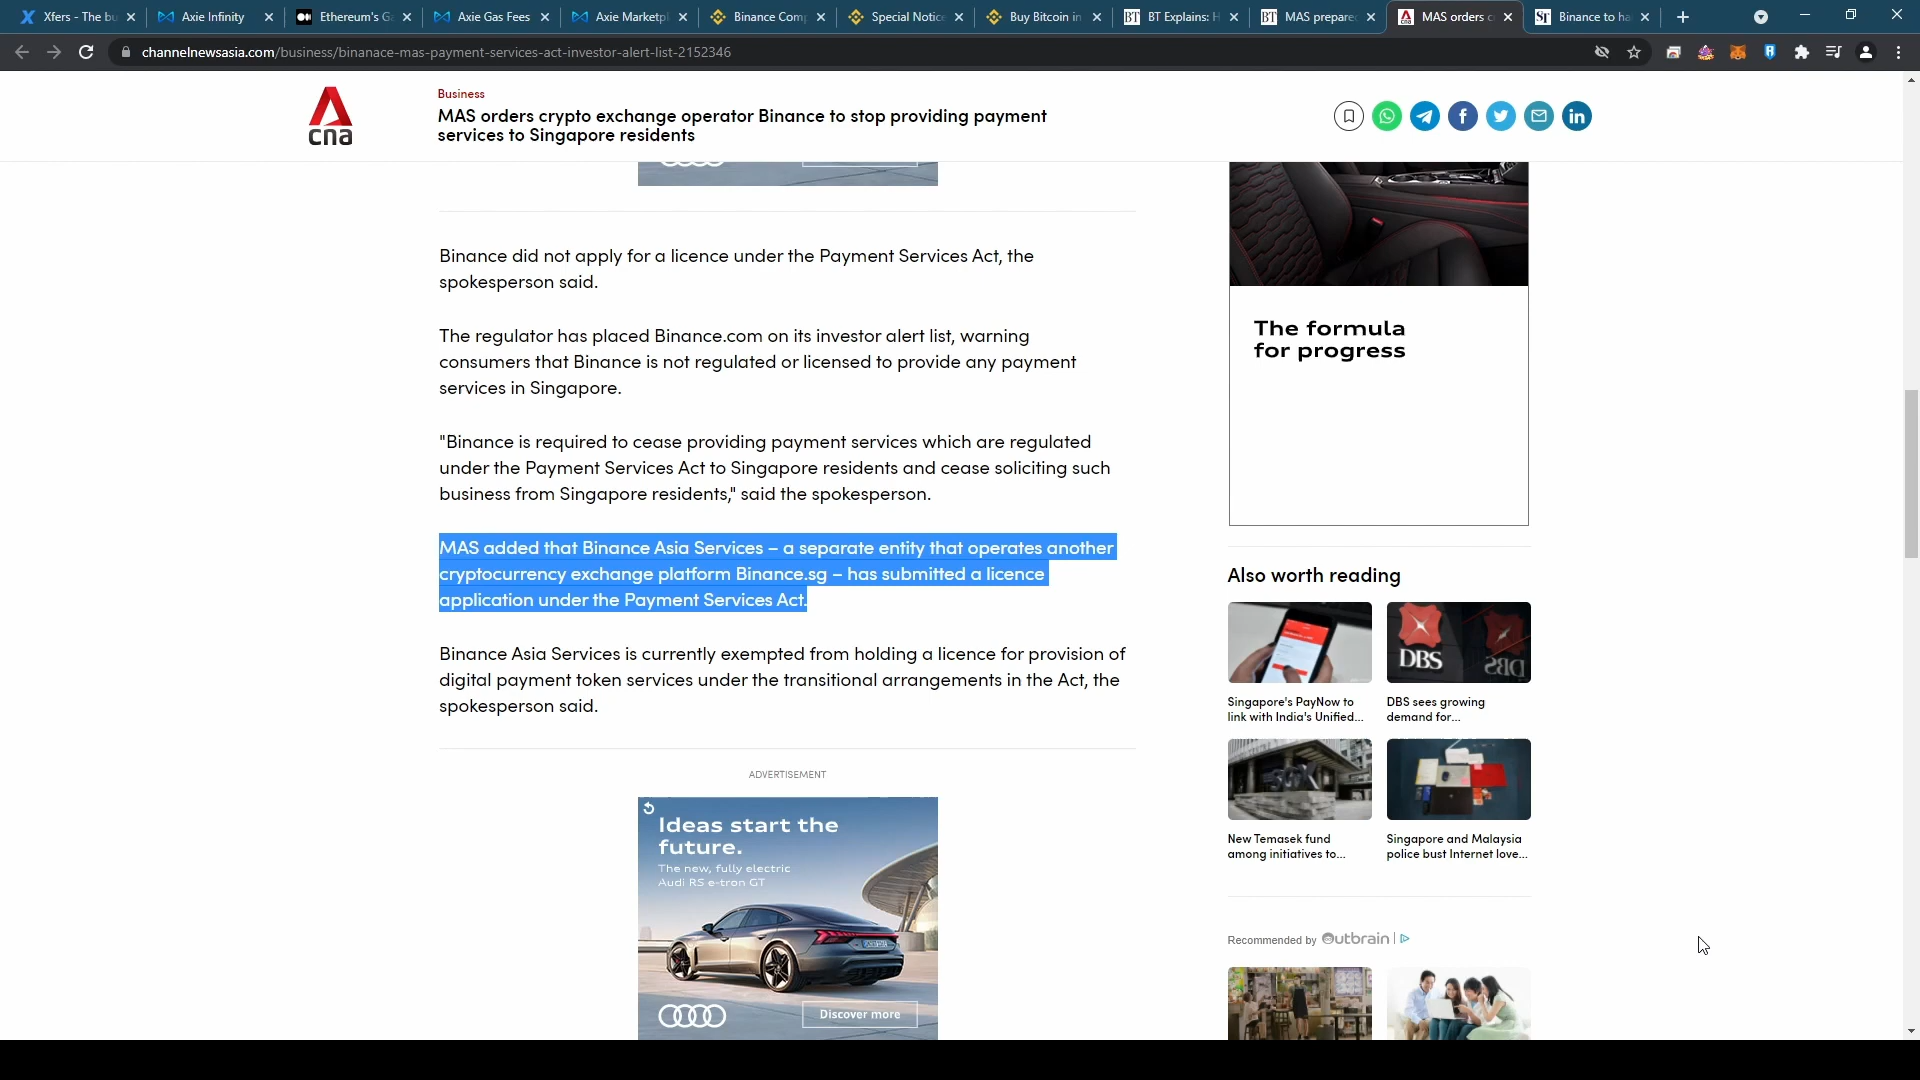 Xfers - The bu
Axie Infinity
Ethereum's G
Axie Gas Fees
Axie Marketpl
Binance Comp
Special Notice
Buy Bitcoin in
BT Explains: H
MAS prepare
MAS orders c
Binance to ha
channelnewsasia.com/business/binanace-mas-payment-services-act-investor-alert-list-2152346
cna
Business
MAS orders crypto exchange operator Binance to stop providing payment
services to Singapore residents
Binance did not apply for a licence under the Payment Services Act, the
spokesperson said.
The regulator has placed Binance.com on its investor alert list, warning
consumers that Binance is not regulated or licensed to provide any payment
services in Singapore.
"Binance is required to cease providing payment services which are regulated
under the Payment Services Act to Singapore residents and cease soliciting such
business from Singapore residents," said the spokesperson.
MAS added that Binance Asia Services – a separate entity that operates another
cryptocurrency exchange platform Binance.sg – has submitted a licence
application under the Payment Services Act.
Binance Asia Services is currently exempted from holding a licence for provision of
digital payment token services under the transitional arrangements in the Act, the
spokesperson said.
ADVERTISEMENT
Ideas start the
future.
The new, fully electric
Audi RS e-tron GT
Discover more
The formula
for progress
Also worth reading
DBS
Singapore's PayNow to
link with India's Unified...
DBS sees growing
demand for...
SGX
New Temasek fund
among initiatives to...
Singapore and Malaysia
police bust Internet love...
Recommended by Outbrain